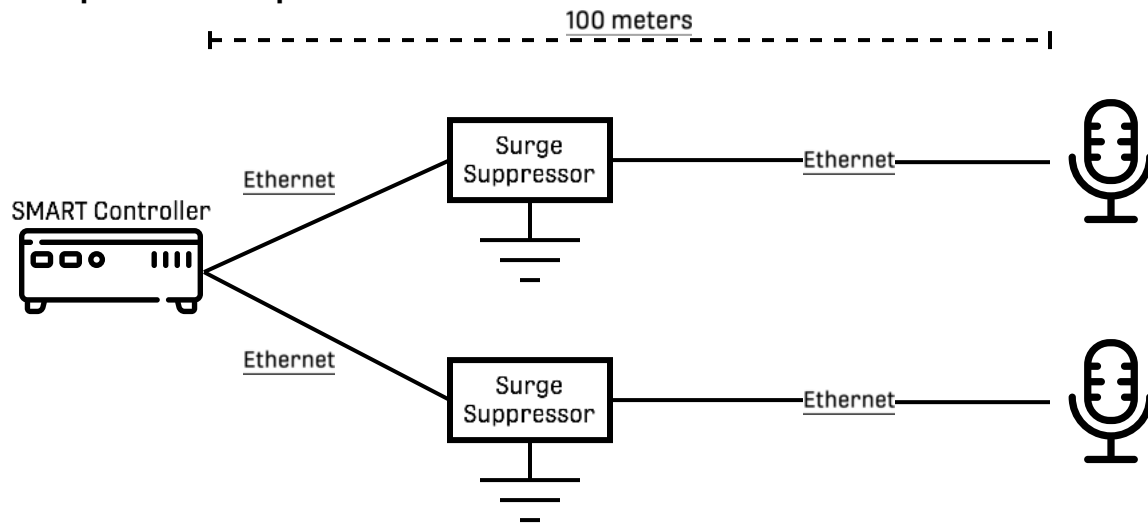 100 meters
Surge
Suppressor
Ethernet
Ethernet
SMART Controller
Ethernet
Surge
Suppressor
Ethernet